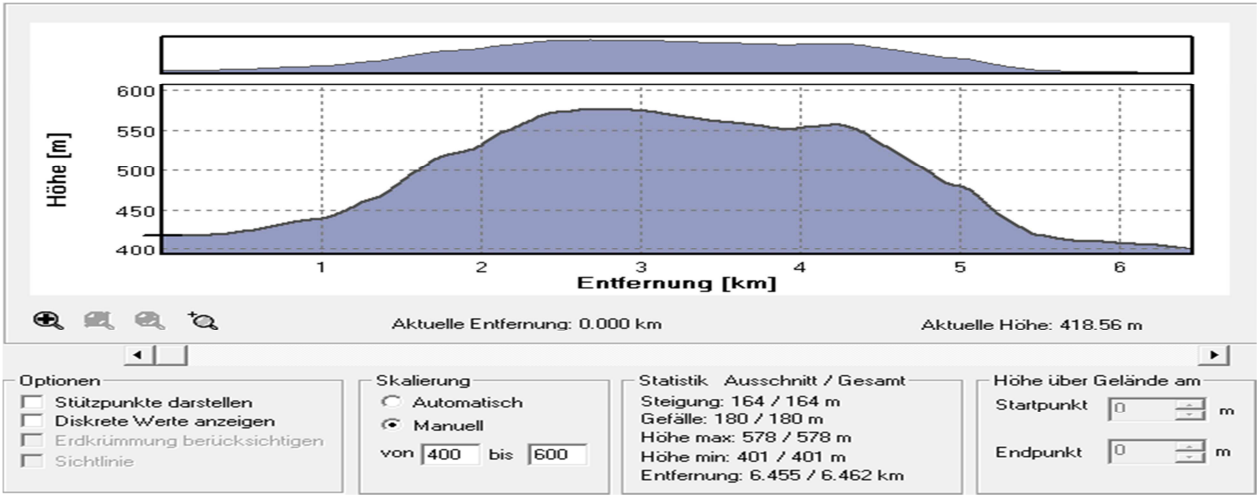 600
550
500
450
400
Höhe [m]
1 2 3 4 5 6
Entfernung [km]
Aktuelle Entfernung: 0.000 km Aktuelle Höhe: 418.56 m
Optionen
Stützpunkte darstellen
Diskrete Werte anzeigen
Erdkrümmung berücksichtigen
Sichtlinie
Skalierung
Automatisch
Manuell
von 400 bis 600
Statistik Ausschnitt / Gesamt
Steigung: 164 / 164 m
Gefälle: 180 / 180 m
Höhe max: 578 / 578 m
Höhe min: 401 / 401 m
Entfernung: 6.455 / 6.462 km
Höhe über Gelände am
Startpunkt 0 m
Endpunkt 0 m